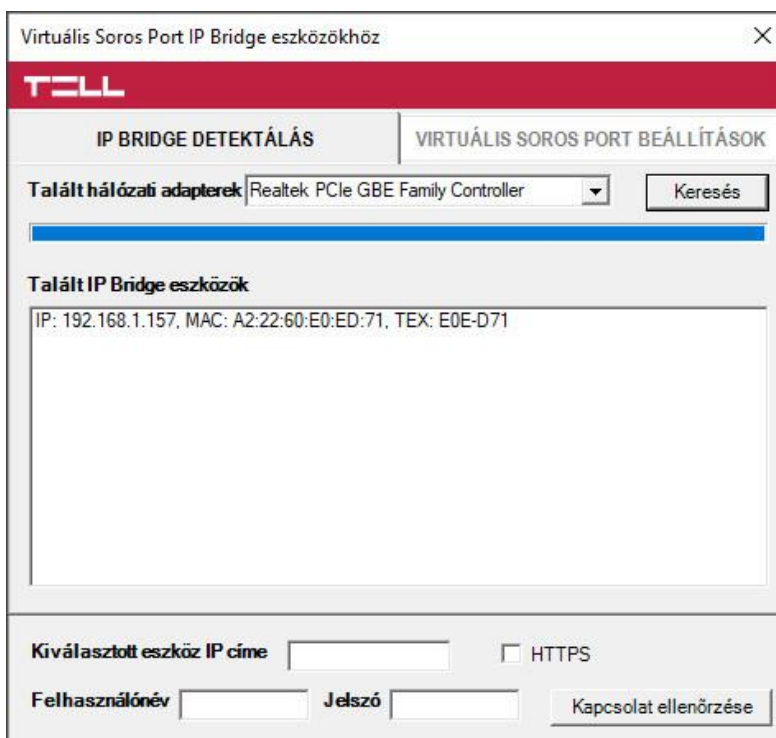 Virtuális Soros Port IP Bridge eszközökhöz
TELL
IP BRIDGE DETEKTÁLÁS
VIRTUÁLIS SOROS PORT BEÁLLÍTÁSOK
Talált hálózati adapterek Realtek PCIe GBE Family Controller Keresés
Talált IP Bridge eszközök
IP: 192.168.1.157, MAC: A2:22:60:E0:ED:71, TEX: E0E-D71
Kiválasztott eszköz IP címe HTTPS
Felhasználónév Jelszó Kapcsolat ellenõrzése